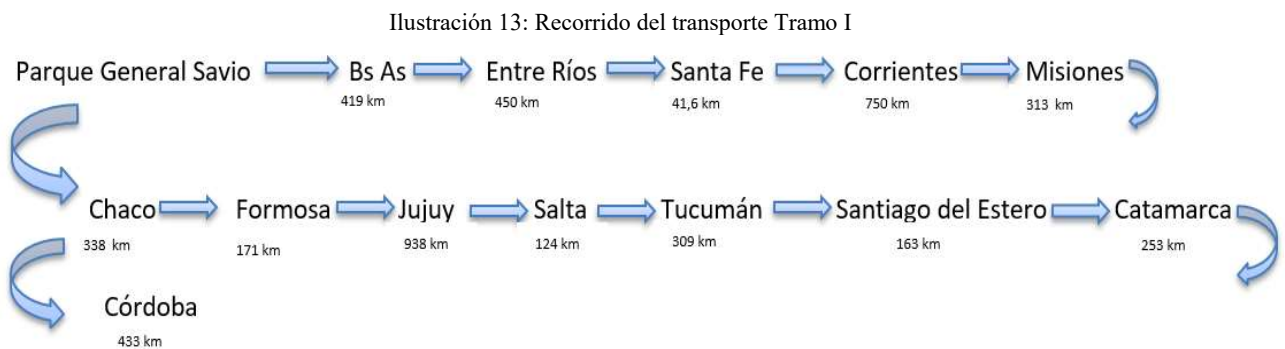 Ilustración 13: Recorrido del transporte Tramo I
Parque General Savio Bs As Entre Ríos Santa Fe Corrientes Misiones
419 km 450 km 41,6 km 750 km 313 km
Chaco Formosa Jujuy Salta Tucumán Santiago del Estero Catamarca
338 km 171 km 938 km 124 km 309 km 163 km 253 km
Córdoba
433 km